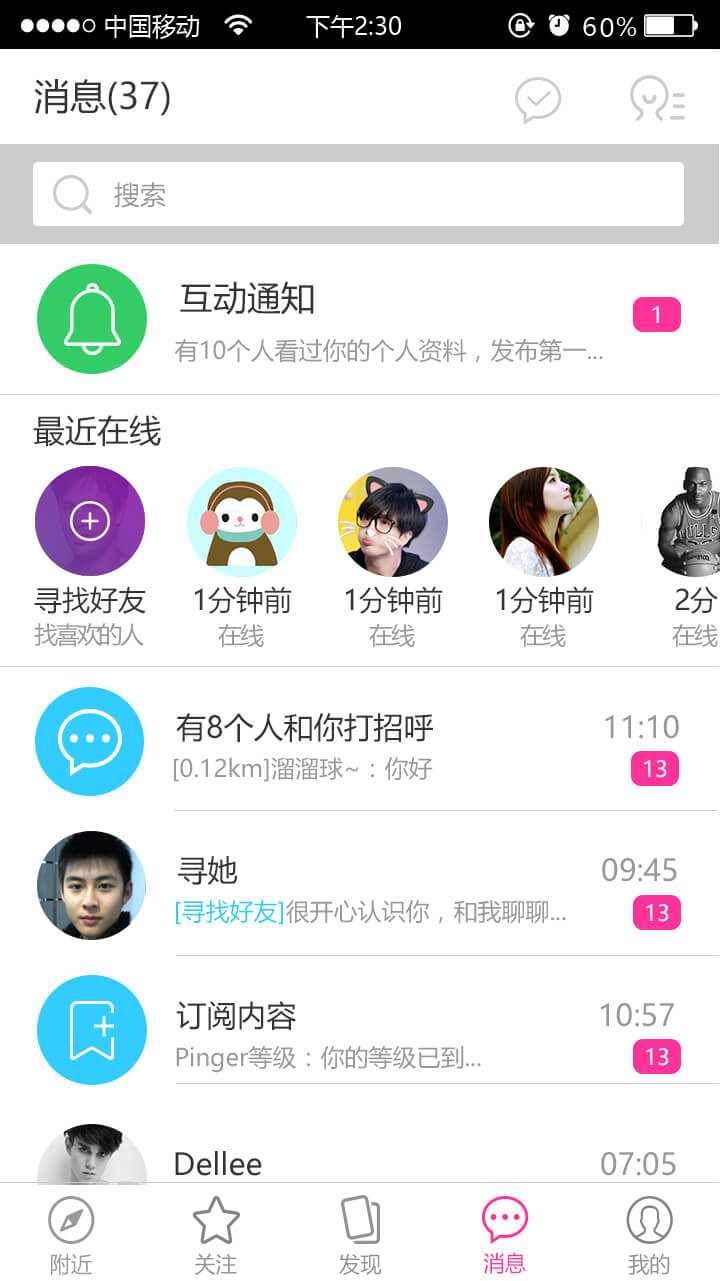 中国移动 下午2:30 60%
消息(37)
搜索
互动通知
1
有10个人看过你的个人资料，发布第一...
最近在线
寻找好友 1分钟前 1分钟前 1分钟前 2分
找喜欢的人 在线 在线 在线 在线
有8个人和你打招呼 11:10
[0.12km]溜溜球~：你好 13
寻她 09:45
[寻找好友]很开心认识你，和我聊聊... 13
订阅内容 10:57
Pinger等级：你的等级已到... 13
Dellee 07:05
附近 关注 发现 消息 我的